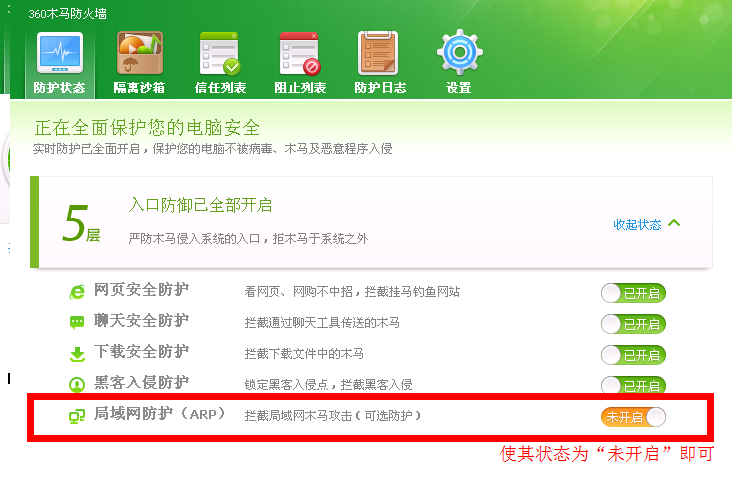 360木马防火墙
防护状态 隔离沙箱 信任列表 阻止列表 防护日志 设置
正在全面保护您的电脑安全
实时防护已全面开启，保护您的电脑不被病毒、木马及恶意程序入侵
5层 入口防御已全部开启
严防木马侵入系统的入口，拒木马于系统之外
收起状态
网页安全防护 看网页、网购不中招，拦截挂马钓鱼网站 已开启
聊天安全防护 拦截通过聊天工具传送的木马 已开启
下载安全防护 拦截下载文件中的木马 已开启
黑客入侵防护 锁定黑客入侵点，拦截黑客入侵 已开启
局域网防护（ARP） 拦截局域网木马攻击（可选防护） 未开启
使其状态为“未开启”即可